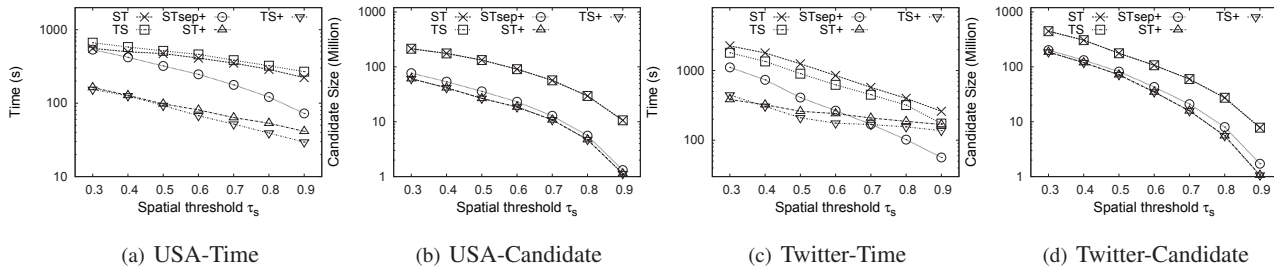 ST
TS
STsep+
ST+
TS+
Time (s)
1000
100
10
0.3 0.4 0.5 0.6 0.7 0.8 0.9
Spatial threshold τs
(a) USA-Time
ST
TS
STsep+
ST+
TS+
Candidate Size (Million)
1000
100
10
1
0.3 0.4 0.5 0.6 0.7 0.8 0.9
Spatial threshold τs
(b) USA-Candidate
ST
TS
STsep+
ST+
TS+
Time (s)
1000
100
0.3 0.4 0.5 0.6 0.7 0.8 0.9
Spatial threshold τs
(c) Twitter-Time
ST
TS
STsep+
ST+
TS+
Candidate Size (Million)
1000
100
10
1
0.3 0.4 0.5 0.6 0.7 0.8 0.9
Spatial threshold τs
(d) Twitter-Candidate